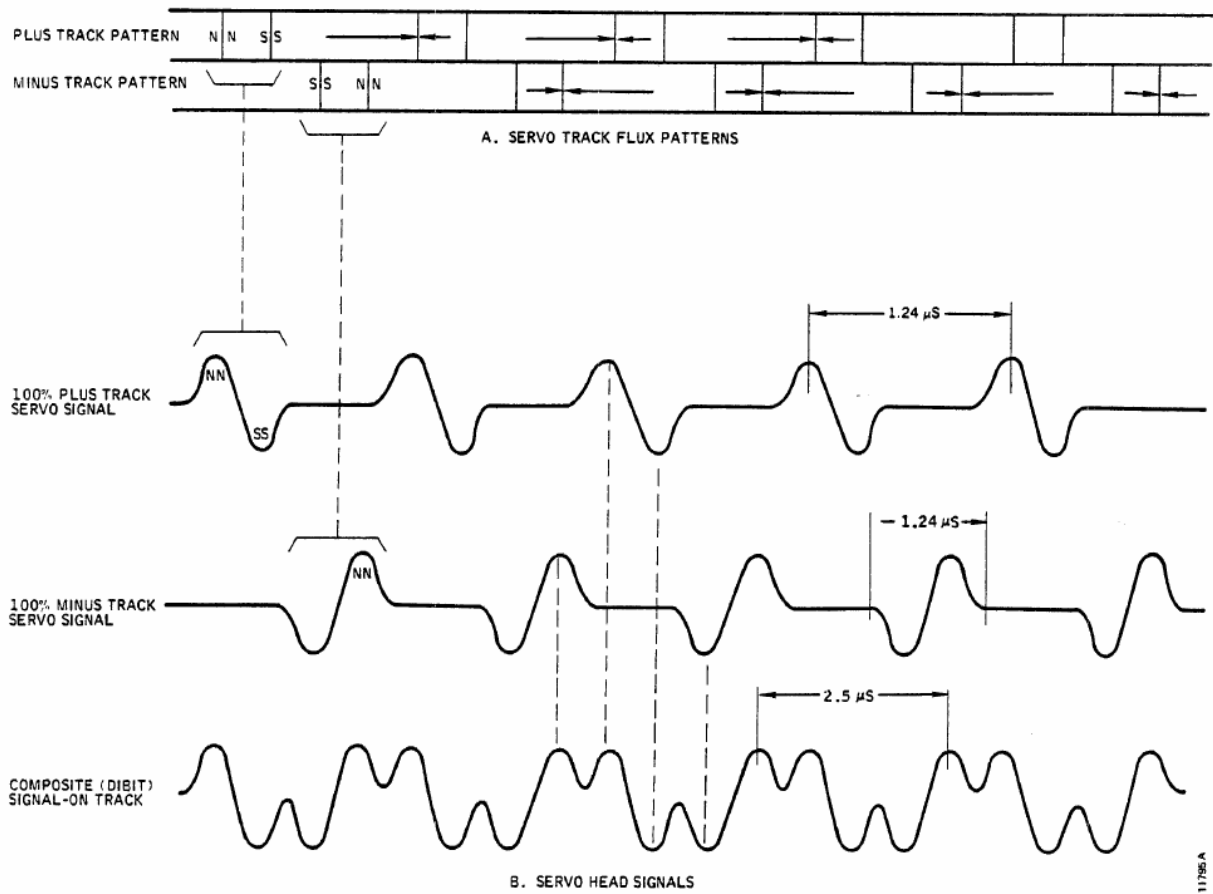 PLUS TRACK PATTERN
N N S S
MINUS TRACK PATTERN
S S N N
A. SERVO TRACK FLUX PATTERNS
1.24 μS
100% PLUS TRACK
SERVO SIGNAL
NN
SS
1.24 μS
100% MINUS TRACK
SERVO SIGNAL
NN
2.5 μS
COMPOSITE (DIBIT)
SIGNAL-ON TRACK
B. SERVO HEAD SIGNALS
11795A